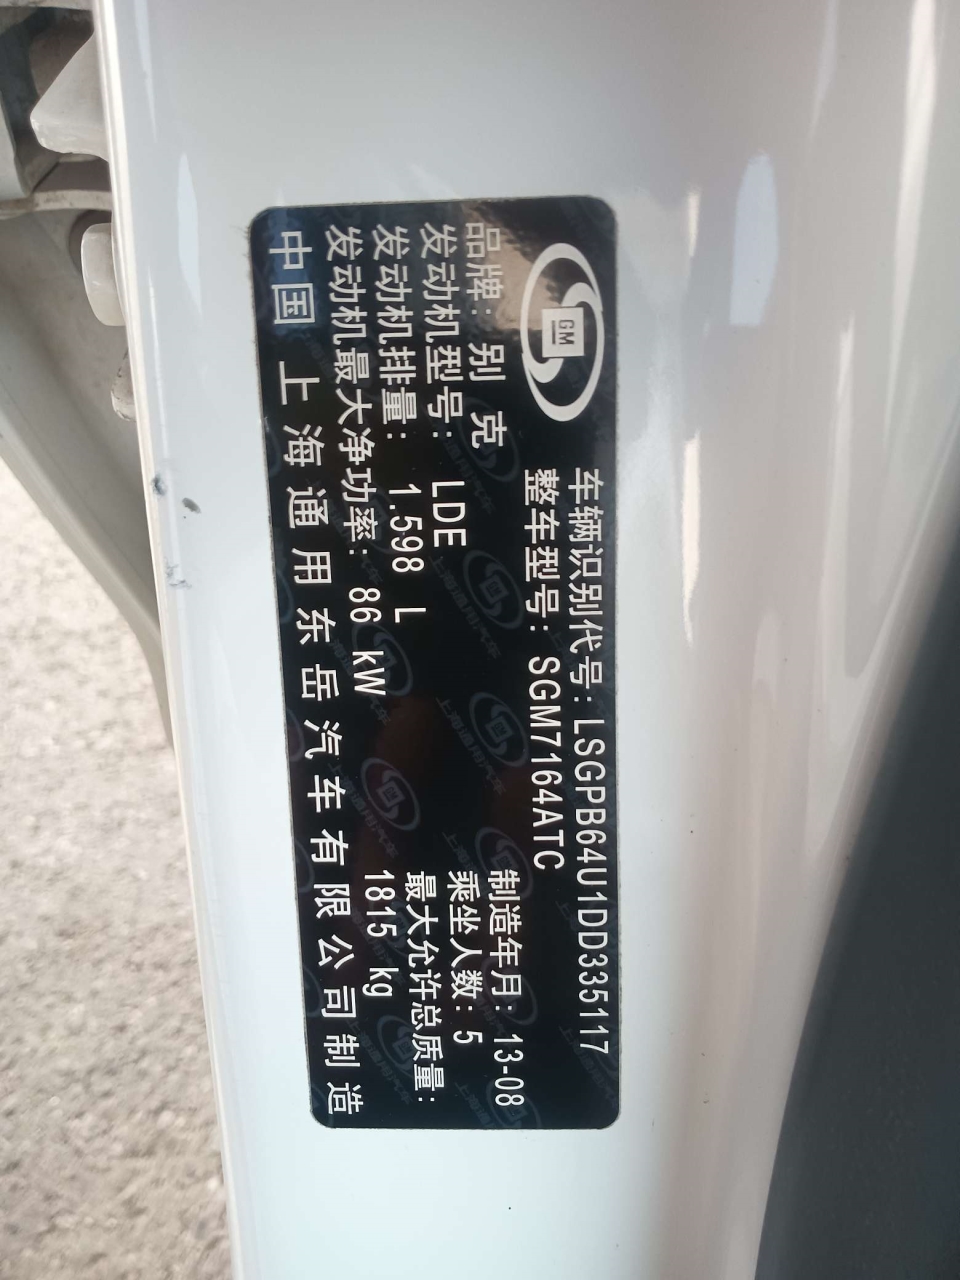 GM
车辆识别代号: LSGPB64U1DD335117
整车型号: SGM7164ATC
品牌: 别克
制造年月: 13-08
发动机型号: LDE
乘坐人数: 5
发动机排量: 1.598 L
最大允许总质量:
1815 kg
发动机最大净功率: 86 kW
中国 上海通用东岳汽车有限公司制造